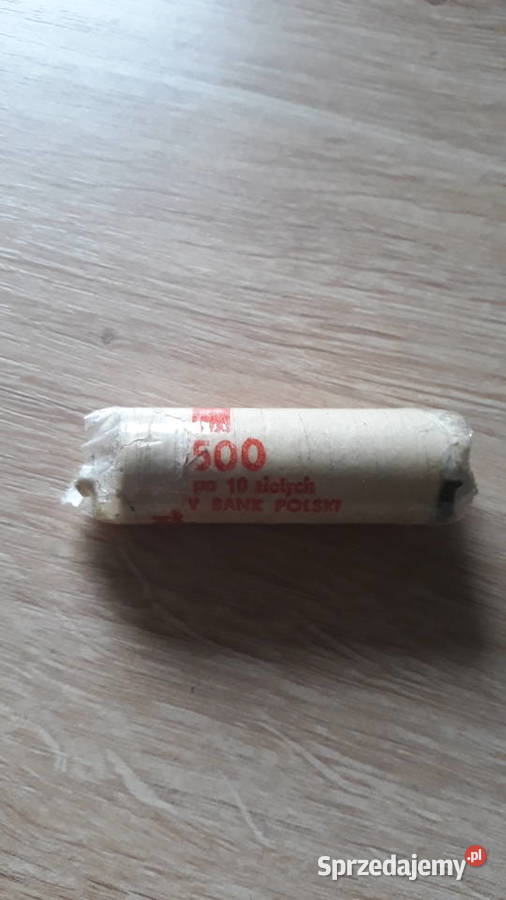 500
po 10 złotych
Y BANK POLSKI
Sprzedajemy.pl